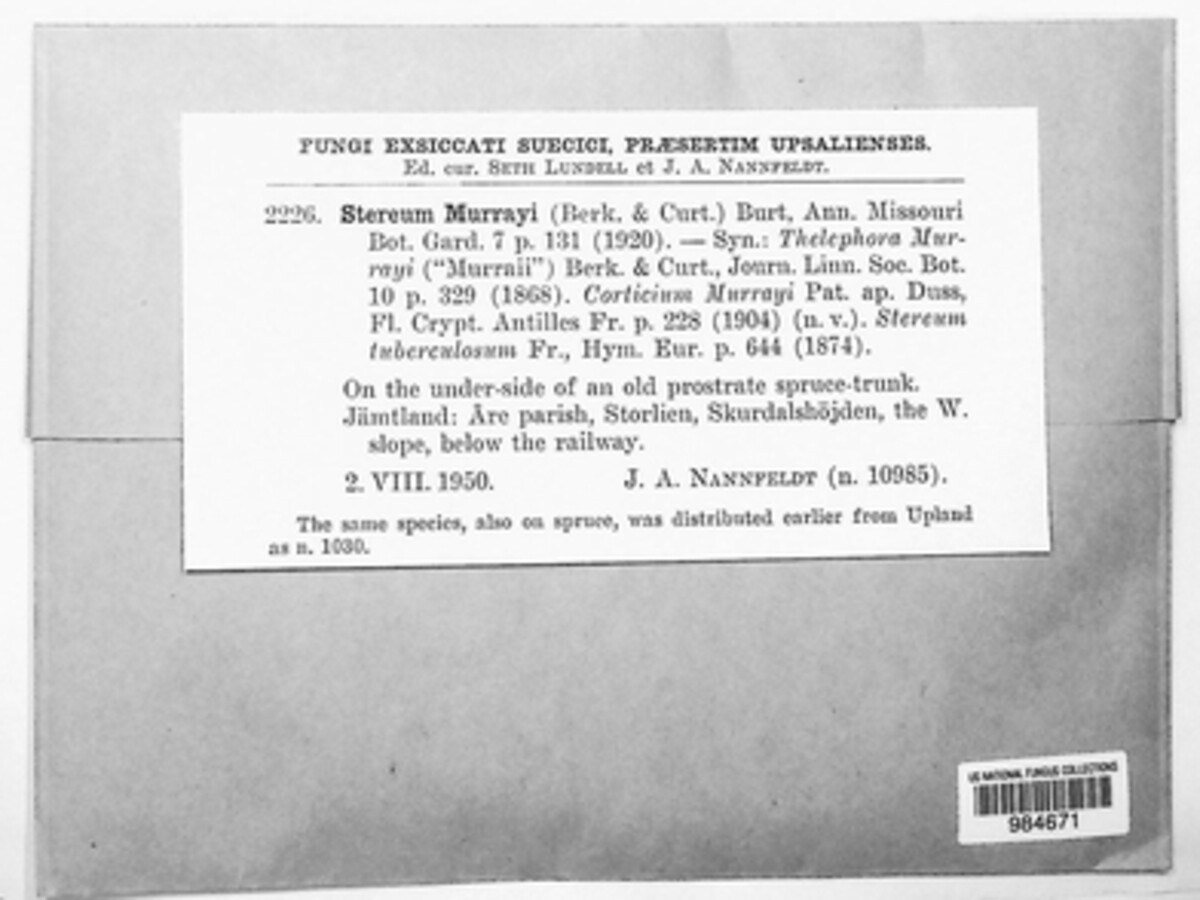 FUNGI EXSICCATI SUECICI, PRÆSERTIM UPSALIENSES.
Ed. cur. SETH LUNDELL et J. A. NANNFELDT.
2226. Stereum Murrayi (Berk. & Curt.) Burt, Ann. Missouri
Bot. Gard. 7 p. 131 (1920). — Syn.: Thelephora Mur-
rayi ("Murraii") Berk. & Curt., Journ. Linn. Soc. Bot.
10 p. 329 (1868). Corticium Murrayi Pat. ap. Duss,
Fl. Crypt. Antilles Fr. p. 228 (1904) (n. v.). Stereum
tuberculosum Fr., Hym. Eur. p. 644 (1874).
On the under-side of an old prostrate spruce-trunk.
Jämtland: Åre parish, Storlien, Skurdalshöjden, the W.
slope, below the railway.
2. VIII. 1950. J. A. NANNFELDT (n. 10985).
The same species, also on spruce, was distributed earlier from Upland
as n. 1030.
US NATIONAL FUNGUS COLLECTIONS
984671